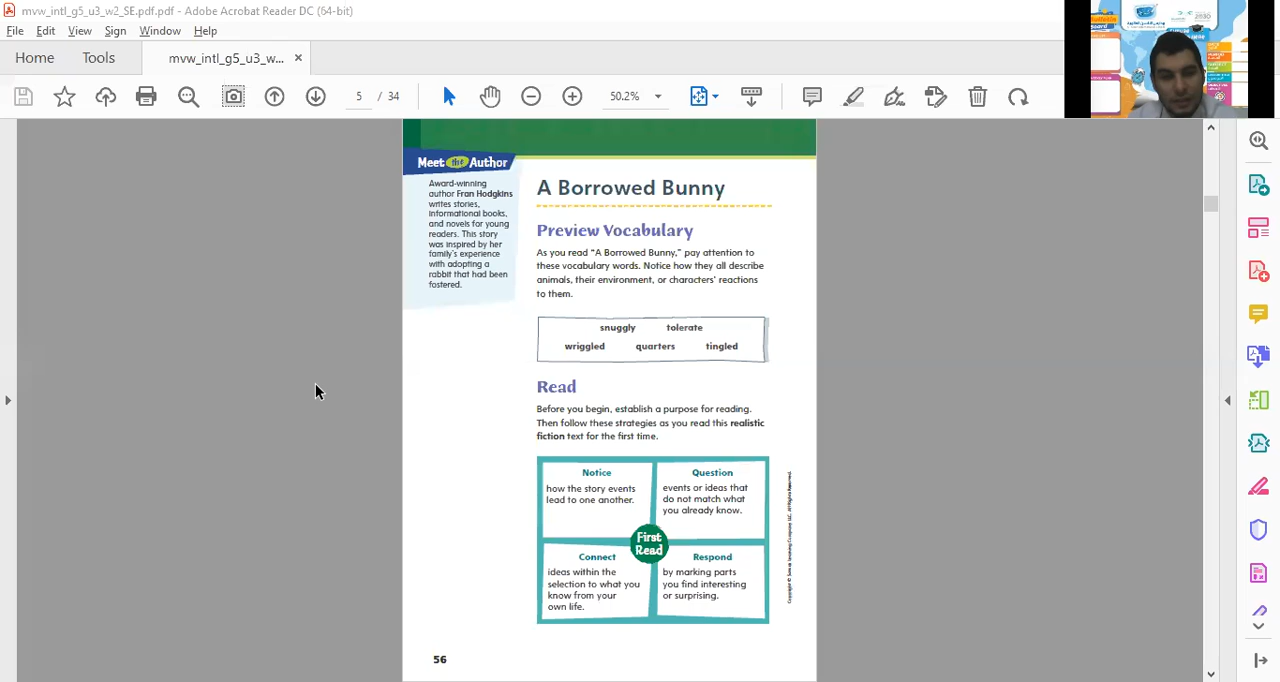 mvw_intl_g5_u3_w2_SE.pdf.pdf - Adobe Acrobat Reader DC (64-bit)
File Edit View Sign Window Help
Home Tools mvw_intl_g5_u3_w... ×
5 / 34 50.2%
Meet the Author
Award-winning
author Fran Hodgkins
writes stories,
informational books,
and novels for young
readers. This story
was inspired by her
family's experience
with adopting a
rabbit that had been
fostered.
A Borrowed Bunny
Preview Vocabulary
As you read “A Borrowed Bunny,” pay attention to
these vocabulary words. Notice how they all describe
animals, their environment, or characters' reactions
to them.
snuggly tolerate
wriggled quarters tingled
Read
Before you begin, establish a purpose for reading.
Then follow these strategies as you read this realistic
fiction text for the first time.
Notice
how the story events
lead to one another.
Question
events or ideas that
do not match what
you already know.
First
Read
Connect
ideas within the
selection to what you
know from your
own life.
Respond
by marking parts
you find interesting
or surprising.
56